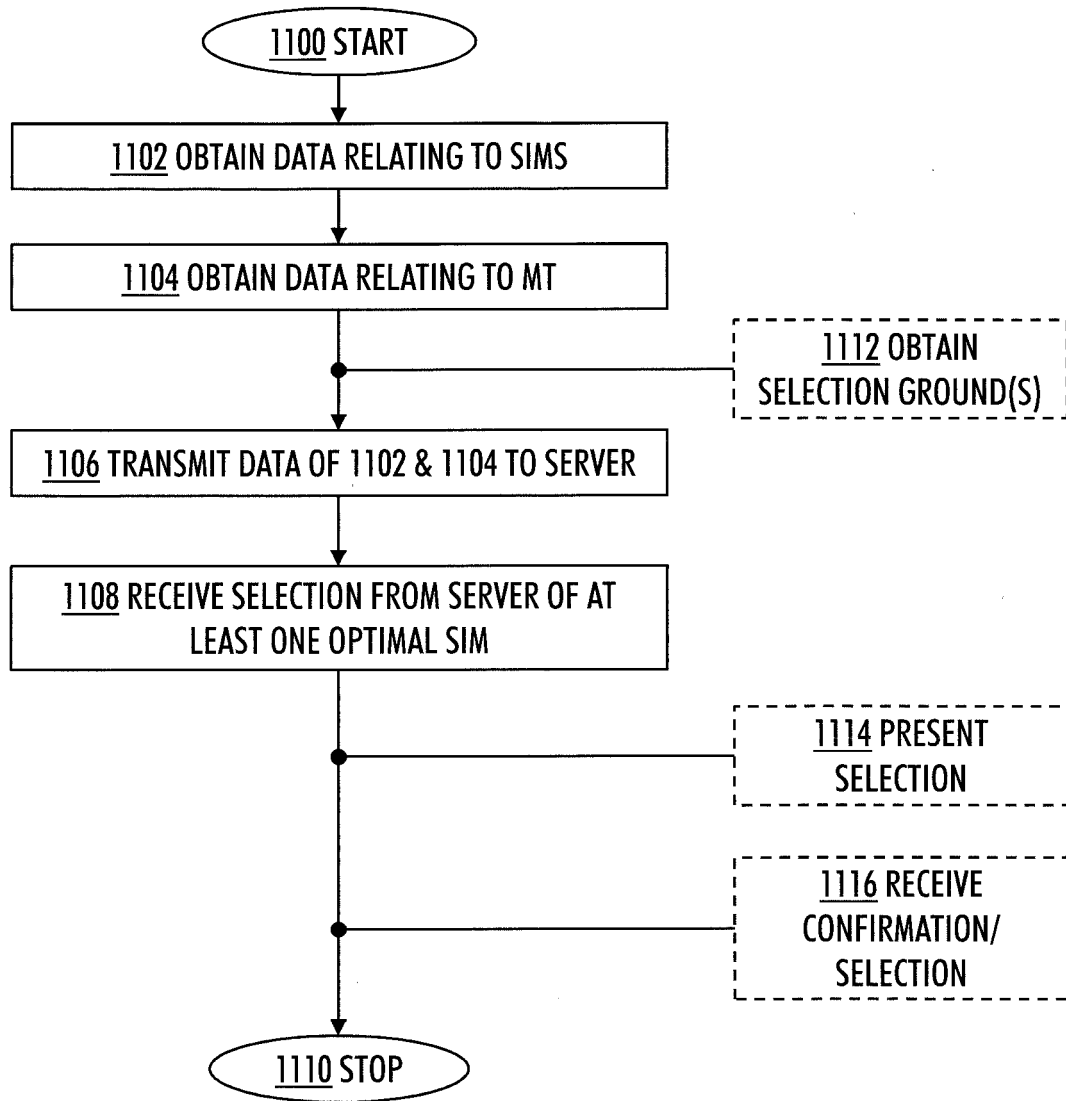 1100 START
1102 OBTAIN DATA RELATING TO SIMS
1104 OBTAIN DATA RELATING TO MT
1112 OBTAIN
SELECTION GROUND(S)
1106 TRANSMIT DATA OF 1102 & 1104 TO SERVER
1108 RECEIVE SELECTION FROM SERVER OF AT
LEAST ONE OPTIMAL SIM
1114 PRESENT
SELECTION
1116 RECEIVE
CONFIRMATION/
SELECTION
1110 STOP